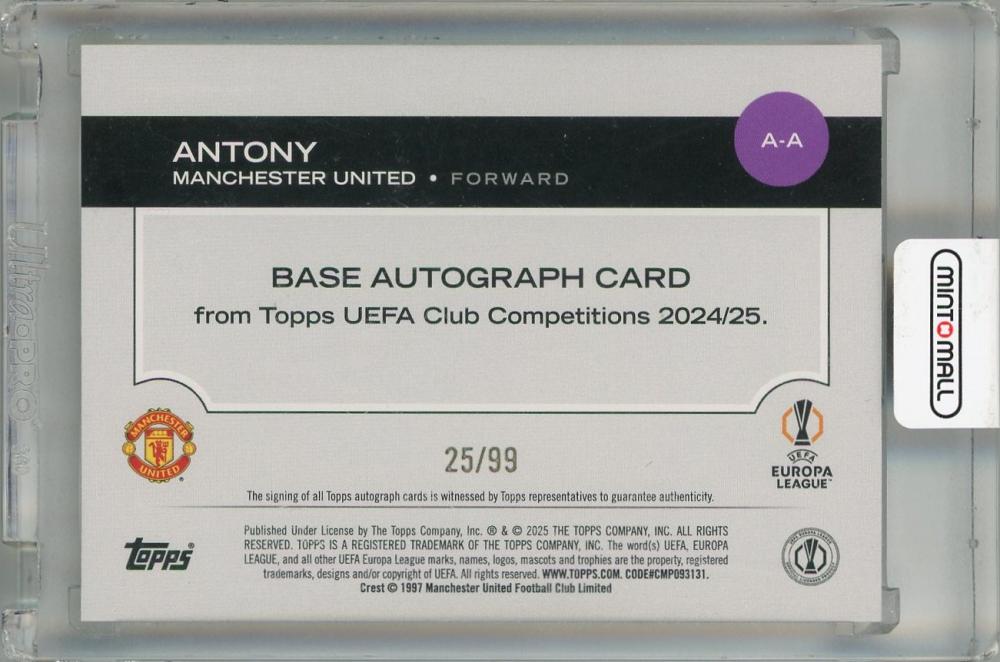 ANTONY
MANCHESTER UNITED • FORWARD
A-A
BASE AUTOGRAPH CARD
from Topps UEFA Club Competitions 2024/25.
MANCHESTER
UNITED
25/99
UEFA
EUROPA
LEAGUE™
The signing of all Topps autograph cards is witnessed by Topps representatives to guarantee authenticity.
topps®
Published Under License by The Topps Company, Inc. ® & © 2025 THE TOPPS COMPANY, INC. ALL RIGHTS
RESERVED. TOPPS IS A REGISTERED TRADEMARK OF THE TOPPS COMPANY, INC. The word(s) UEFA, EUROPA
LEAGUE, and all other UEFA Europa League marks, names, logos, mascots and trophies are the property, registered
trademarks, designs and/or copyright of UEFA. All rights reserved. WWW.TOPPS.COM. CODE#CMP093131.
Crest © 1997 Manchester United Football Club Limited
MINT MALL
UltraPRO